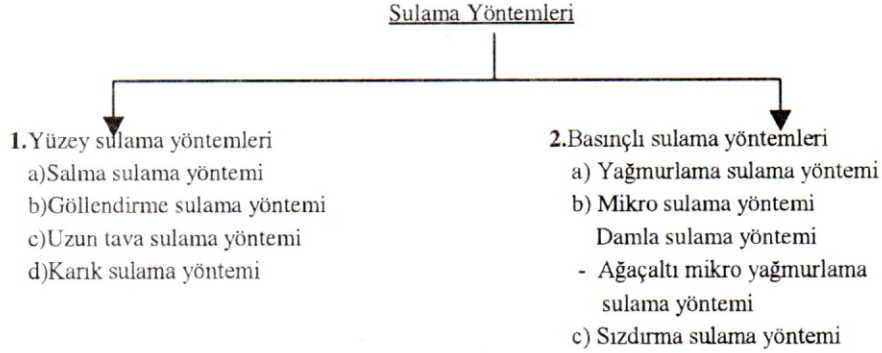 Sulama Yöntemleri
1.Yüzey sulama yöntemleri
a)Salma sulama yöntemi
b)Göllendirme sulama yöntemi
c)Uzun tava sulama yöntemi
d)Karık sulama yöntemi
2.Basınçlı sulama yöntemleri
a) Yağmurlama sulama yöntemi
b) Mikro sulama yöntemi
Damla sulama yöntemi
- Ağaçaltı mikro yağmurlama
sulama yöntemi
c) Sızdırma sulama yöntemi